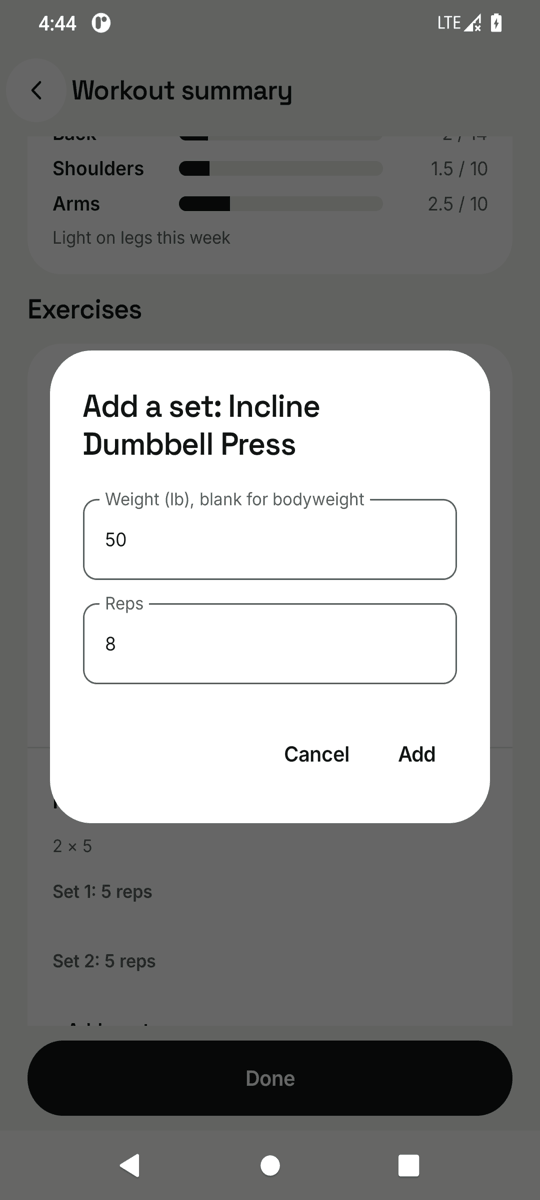 4:44
LTE
Workout summary
Shoulders 1.5 / 10
Arms 2.5 / 10
Light on legs this week
Exercises
Add a set: Incline
Dumbbell Press
Weight (lb), blank for bodyweight
50
Reps
8
Cancel Add
2 × 5
Set 1: 5 reps
Set 2: 5 reps
Done